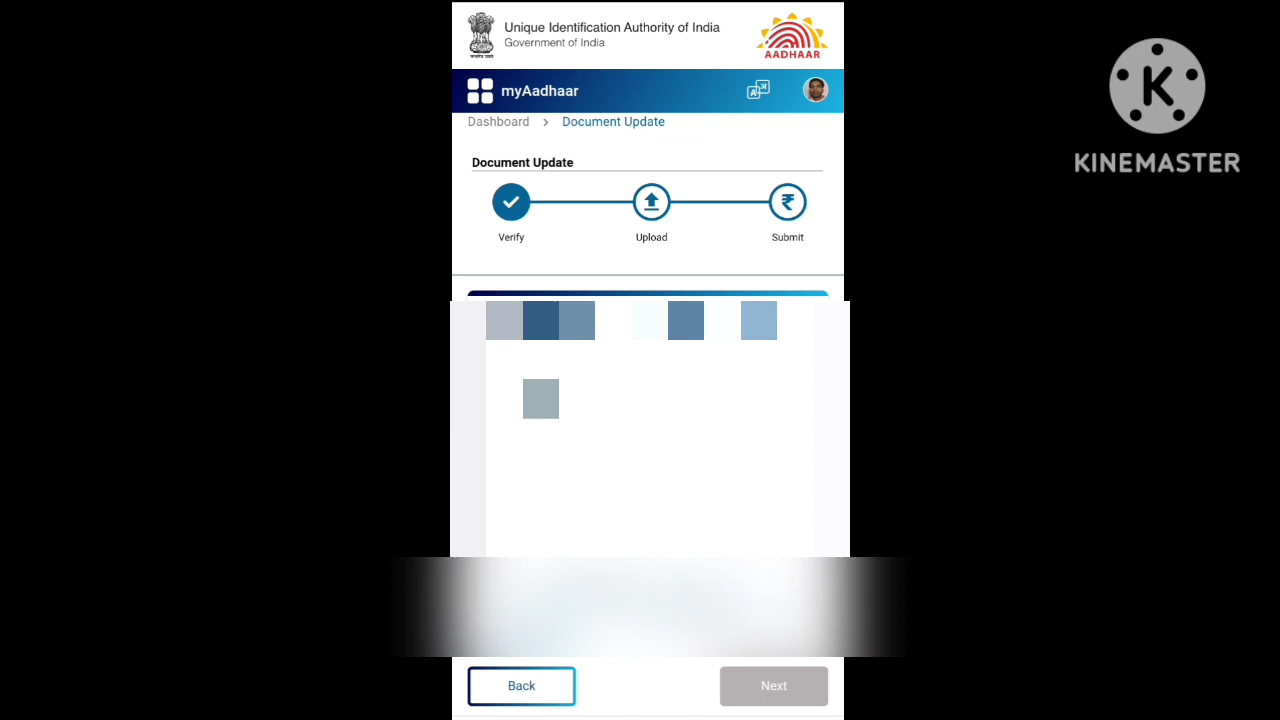 Unique Identification Authority of India
Government of India
AADHAAR
myAadhaar
Dashboard > Document Update
Document Update
Verify
Upload
₹
Submit
Back
Next
KINEMASTER